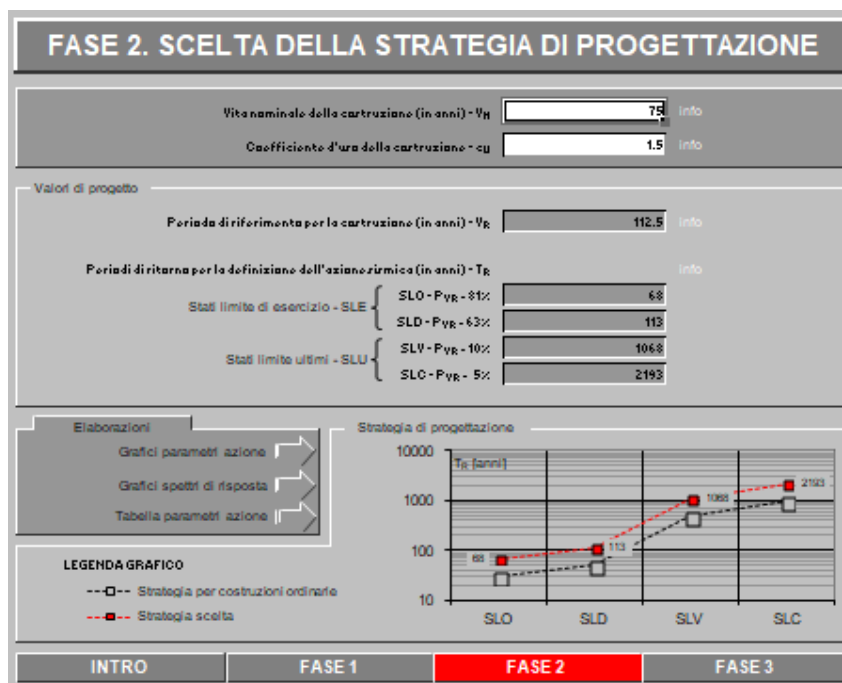 FASE 2. SCELTA DELLA STRATEGIA DI PROGETTAZIONE
Vita nominale della costruzione (in anni) - VN 75 info
Coefficiente d'uso della costruzione - cU 1.5 info
Valori di progetto
Periodo di riferimento per la costruzione (in anni) - VR 112.5 info
Periodi di ritorno per la definizione dell'azione sismica (in anni) - TR info
Stati limite di esercizio - SLE
SLO - PVR - 81% 68
SLD - PVR - 63% 113
Stati limite ultimi - SLU
SLV - PVR - 10% 1068
SLC - PVR - 5% 2193
Elaborazioni
Grafici parametri azione
Grafici spettri di risposta
Tabella parametri azione
Strategia di progettazione
TR [anni]
10000
1000
100
10
68
113
1068
2193
SLO SLD SLV SLC
LEGENDA GRAFICO
Strategia per costruzioni ordinarie
Strategia scelta
INTRO FASE 1 FASE 2 FASE 3